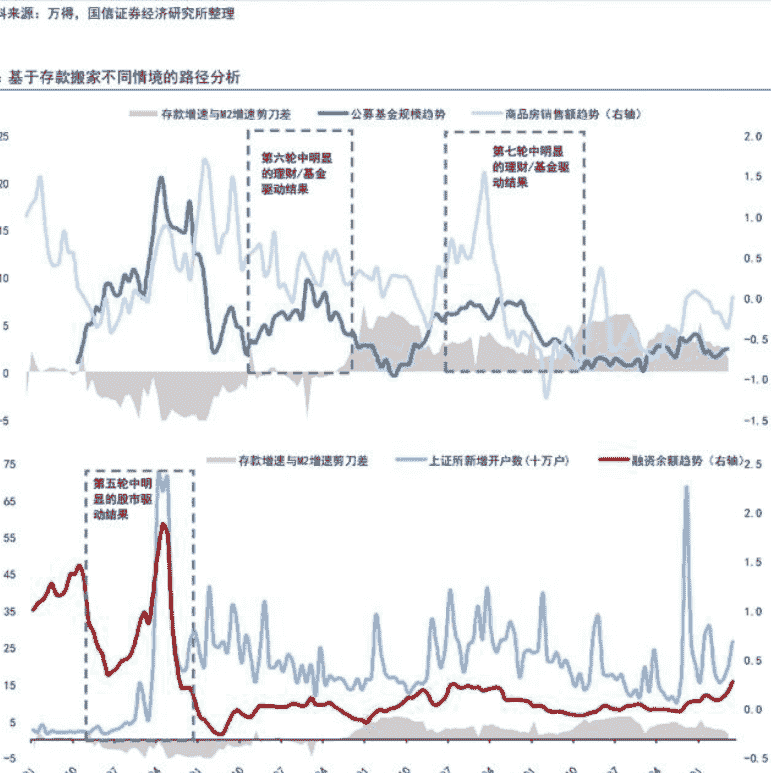 料来源：万得，国信证券经济研究所整理
：基于存款搬家不同情境的路径分析
存款增速与M2增速剪刀差
公募基金规模趋势
商品房销售额趋势（右轴）
25
20
15
10
5
0
-5
第六轮中明显
的理财/基金
驱动结果
第七轮中明显
的理财/基金驱
动结果
2.0
1.5
1.0
0.5
0.0
-0.5
-1.0
-1.5
存款增速与M2增速剪刀差
上证所新增开户数(十万户)
融资余额趋势（右轴）
75
65
55
45
35
25
15
5
-5
第五轮中明
显的股市驱
动结果
2.5
2.0
1.5
1.0
0.5
0.0
-0.5